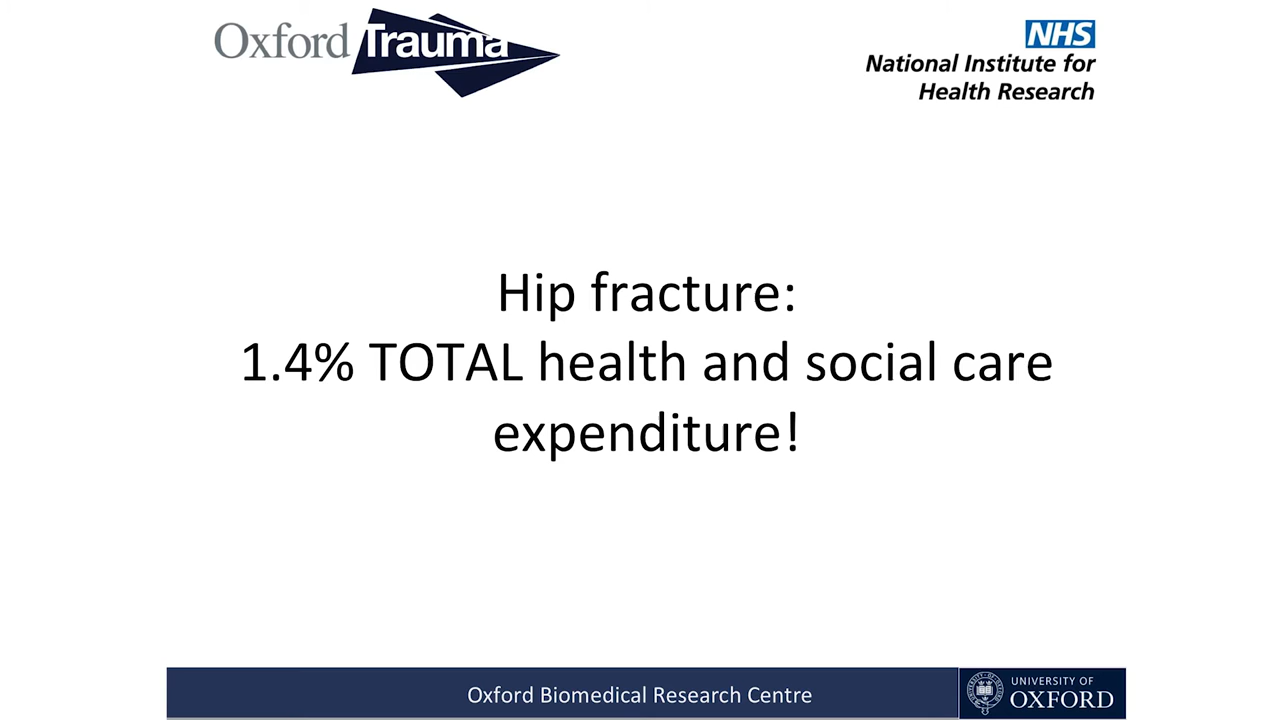 Oxford Trauma
NHS
National Institute for
Health Research
Hip fracture:
1.4% TOTAL health and social care
expenditure!
Oxford Biomedical Research Centre
UNIVERSITY OF
OXFORD